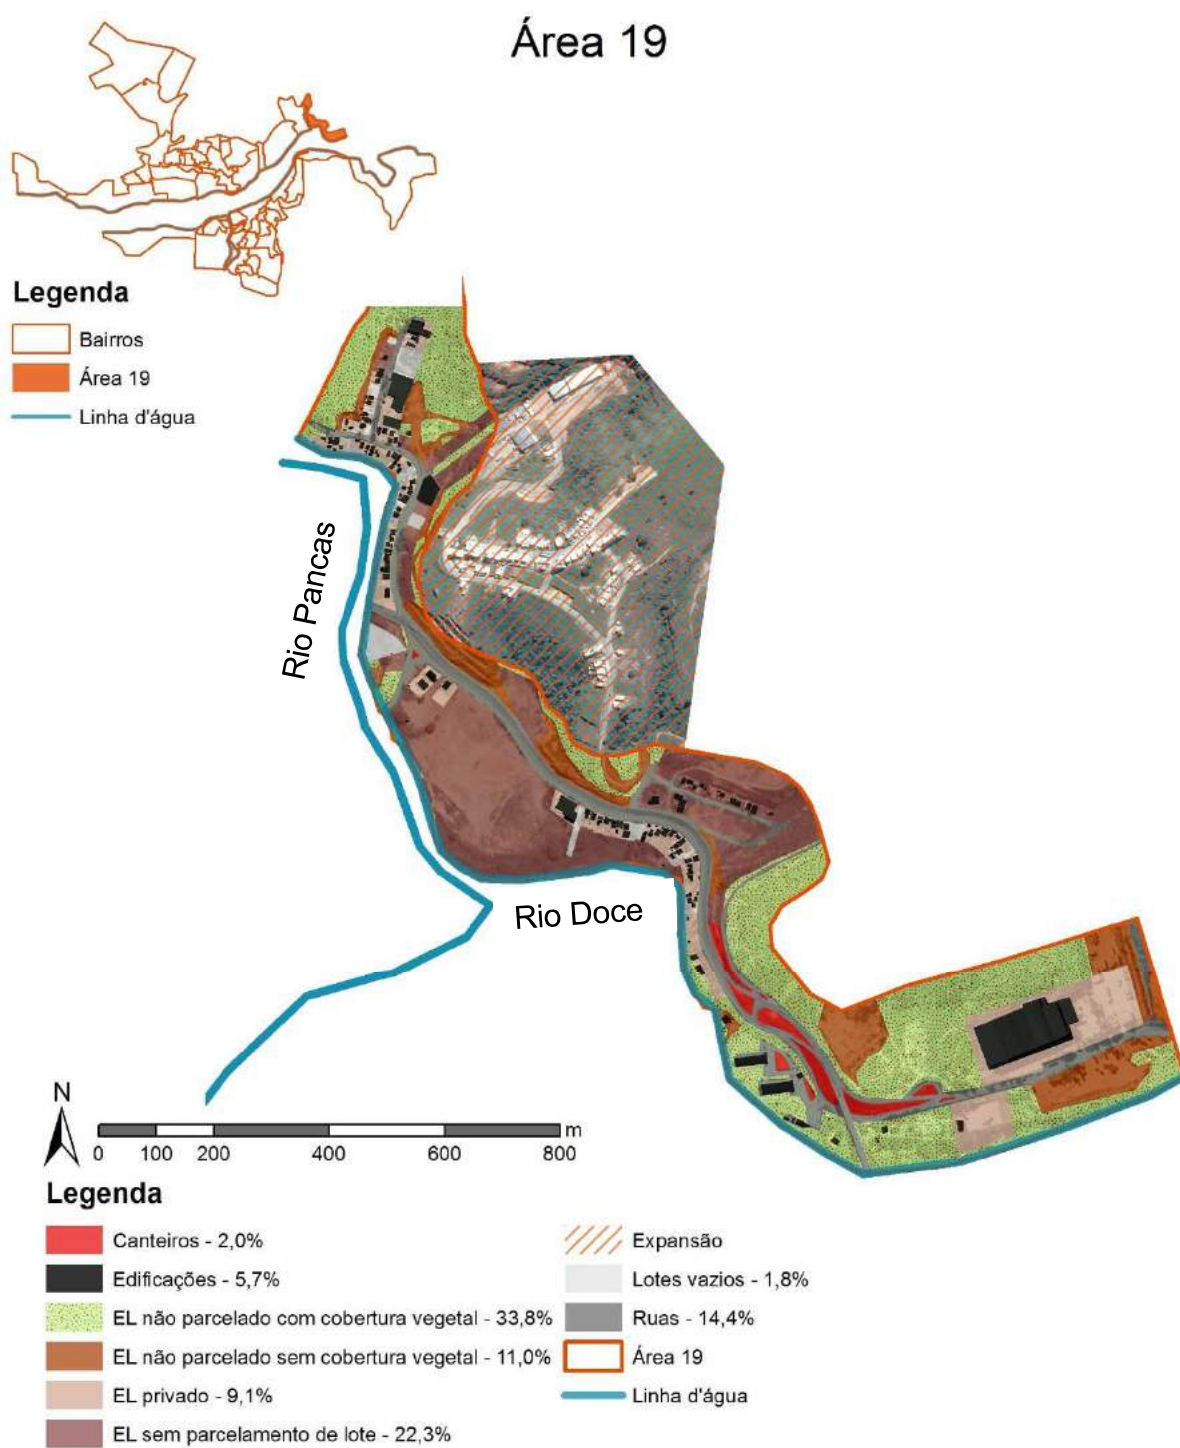 Área 19
Legenda
Bairros
Área 19
Linha d'água
Rio Pancas
Rio Doce
N
0 100 200 400 600 800 m
Legenda
Canteiros - 2,0%
Edificações - 5,7%
EL não parcelado com cobertura vegetal - 33,8%
EL não parcelado sem cobertura vegetal - 11,0%
EL privado - 9,1%
EL sem parcelamento de lote - 22,3%
Expansão
Lotes vazios - 1,8%
Ruas - 14,4%
Área 19
Linha d'água